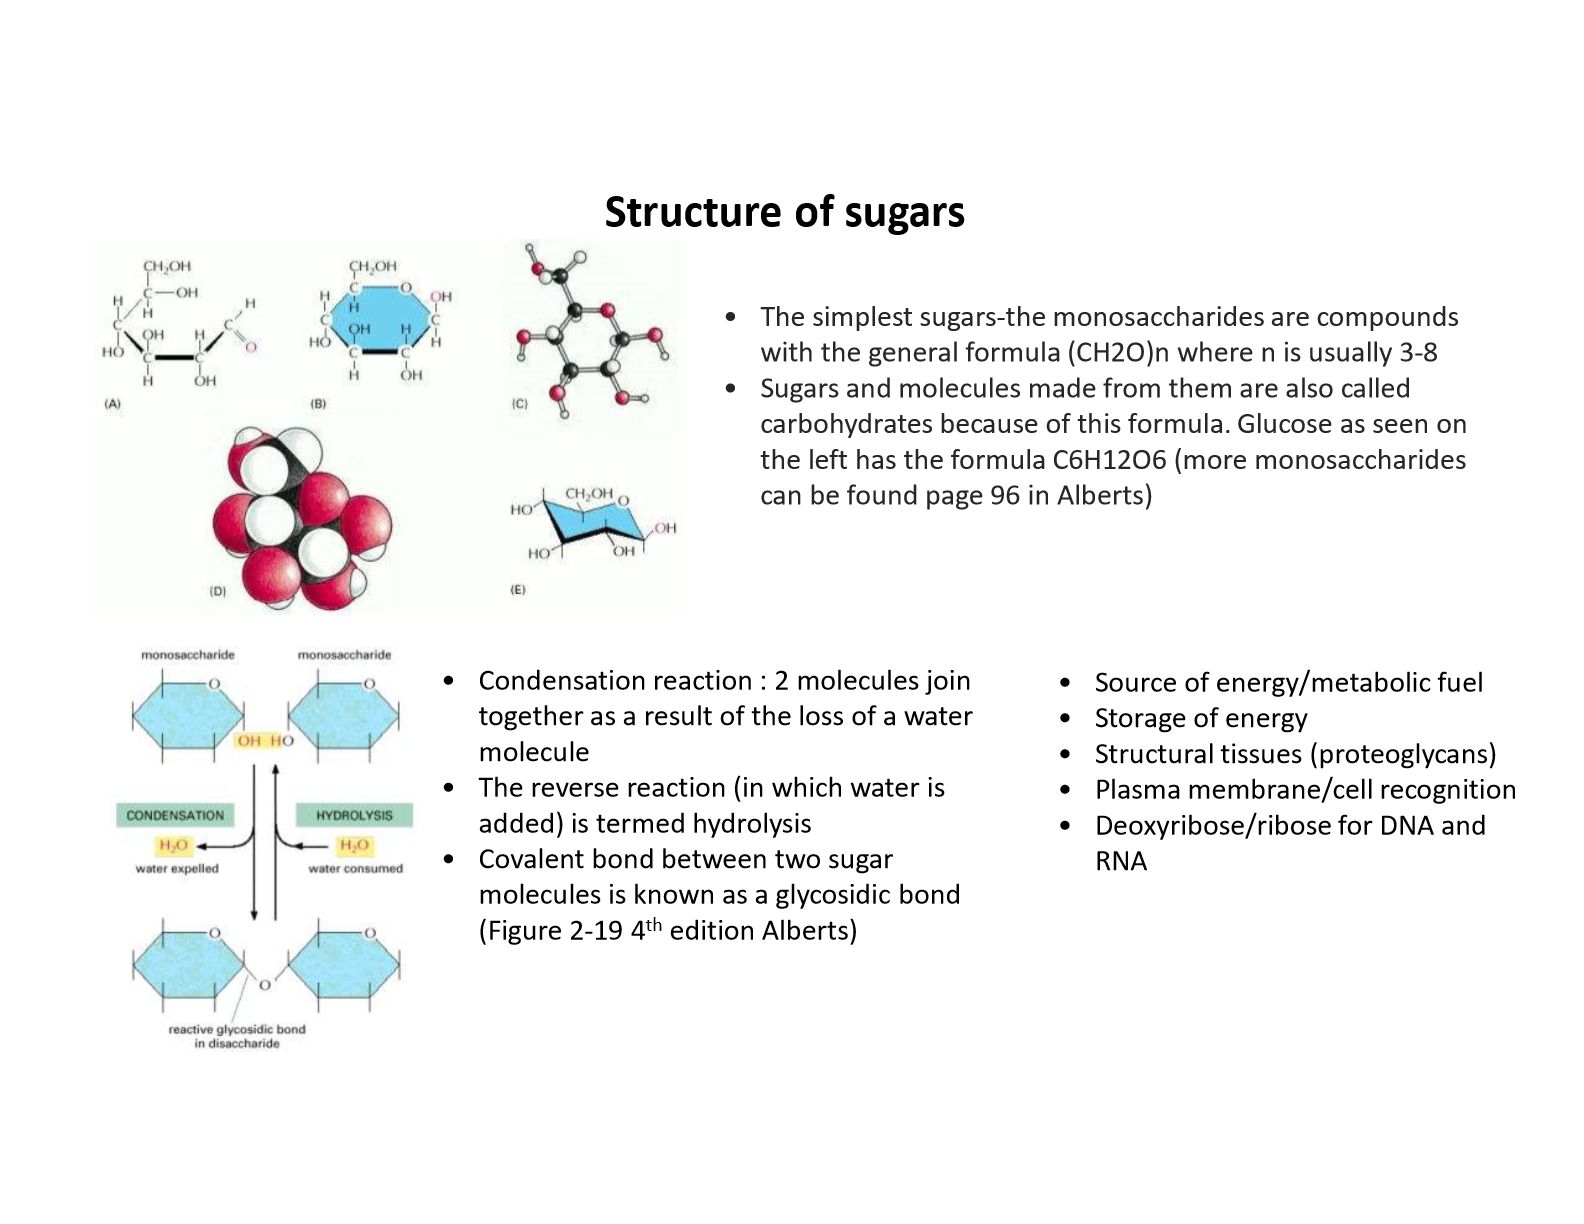 Structure of sugars
CH₂OH
C—OH
H
H
H
C
C
OH
H
HO
C
C
O
H
OH
(A)
CH₂OH
C
O
H
H
OH
C
OH
H
C
HO
C
C
H
H
OH
(B)
(C)
(D)
CH₂OH
O
HO
OH
HO
OH
(E)
• The simplest sugars-the monosaccharides are compounds
with the general formula (CH2O)n where n is usually 3-8
• Sugars and molecules made from them are also called
carbohydrates because of this formula. Glucose as seen on
the left has the formula C6H12O6 (more monosaccharides
can be found page 96 in Alberts)
monosaccharide monosaccharide
O O
OH HO
CONDENSATION HYDROLYSIS
H₂O H₂O
water expelled water consumed
O O
O
reactive glycosidic bond
in disaccharide
• Condensation reaction : 2 molecules join
together as a result of the loss of a water
molecule
• The reverse reaction (in which water is
added) is termed hydrolysis
• Covalent bond between two sugar
molecules is known as a glycosidic bond
(Figure 2-19 4th edition Alberts)
• Source of energy/metabolic fuel
• Storage of energy
• Structural tissues (proteoglycans)
• Plasma membrane/cell recognition
• Deoxyribose/ribose for DNA and
RNA